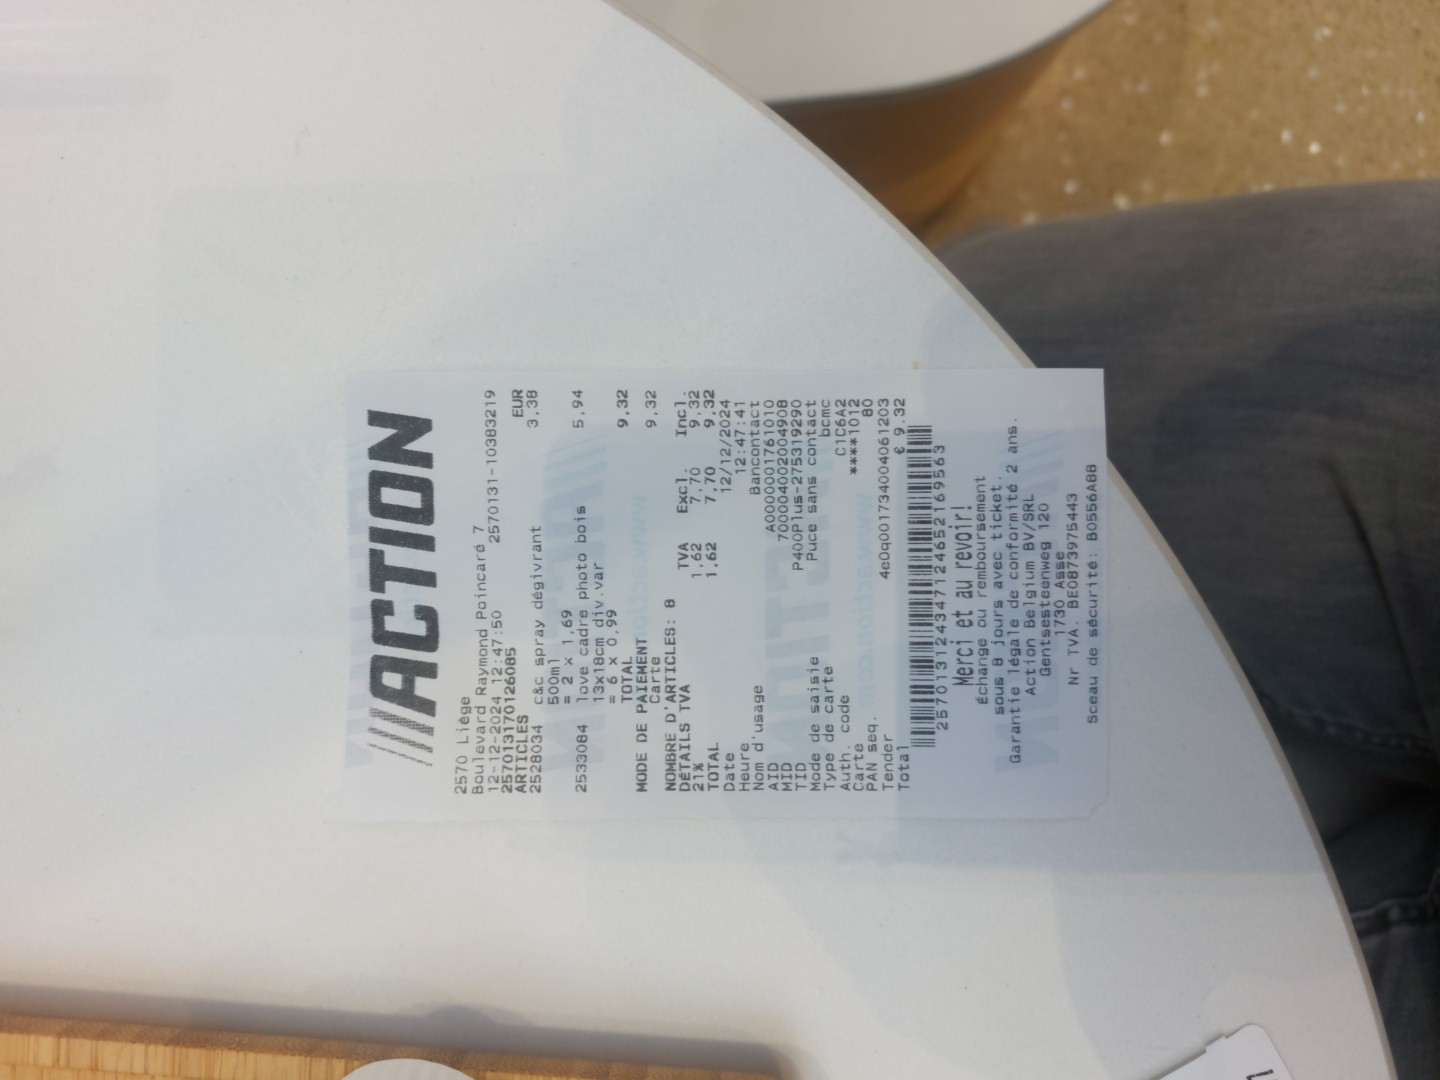 ACTION
2570 Liège
Boulevard Raymond Poincaré 7
12-12-2024 12:47:50 2570131-10383219
257013170126085
ARTICLES EUR
2528034 c&c spray dégivrant 3,38
500ml
= 2 x 1,69
2533084 love cadre photo bois 5,94
13x18cm div.var
= 6 x 0,99
TOTAL 9,32
MODE DE PAIEMENT
Carte 9,32
NOMBRE D'ARTICLES: 8
DÉTAILS TVA TVA Excl. Incl.
21% 1,62 7,70 9,32
TOTAL 1,62 7,70 9,32
Date 12/12/2024
Heure 12:47:41
Nom d'usage Bancontact
AID A0000001761010
MID 70000402004908
TID P400Plus-275319290
Mode de saisie Puce sans contact
Type de carte bcmc
Auth. code C1C6A2
Carte ****1012
PAN seq. 80
Tender 4e0q001734004061203
Total € 9.32
2570131243471246521 69563
Merci et au revoir!
Échange ou remboursement
sous 8 jours avec ticket.
Garantie légale de conformité 2 ans.
Action Belgium BV/SRL
Gentsesteenweg 120
1730 Asse
Nr TVA. BE0873975443
Sceau de sécurité: B0556ABB